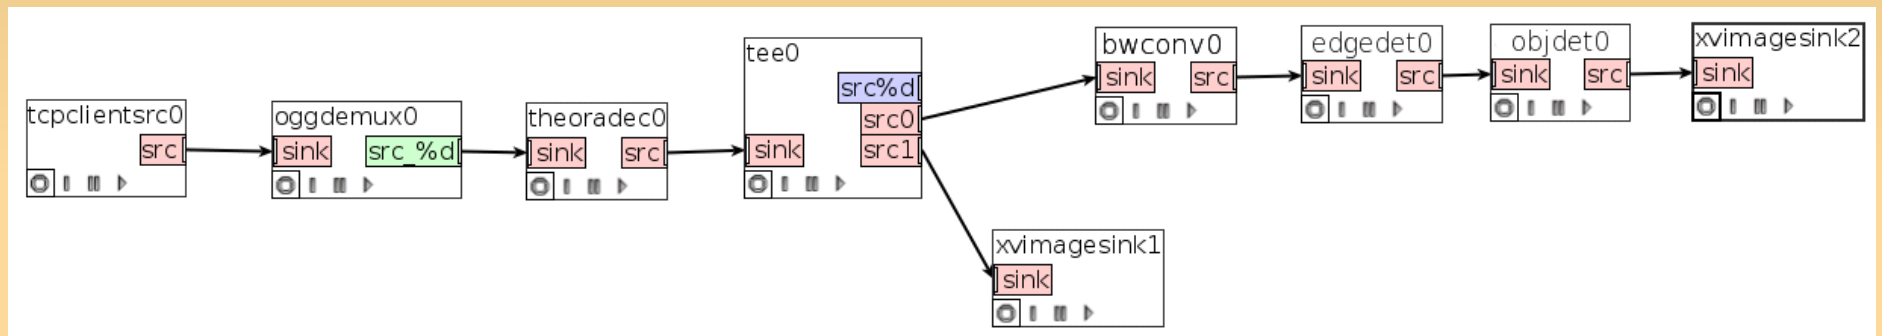 tcpclientsrc0
src
oggdemux0
sink src_%d
theoradec0
sink src
tee0
src%d
src0
sink src1
bwconv0
sink src
edgedet0
sink src
objdet0
sink src
xvimagesink2
sink
xvimagesink1
sink